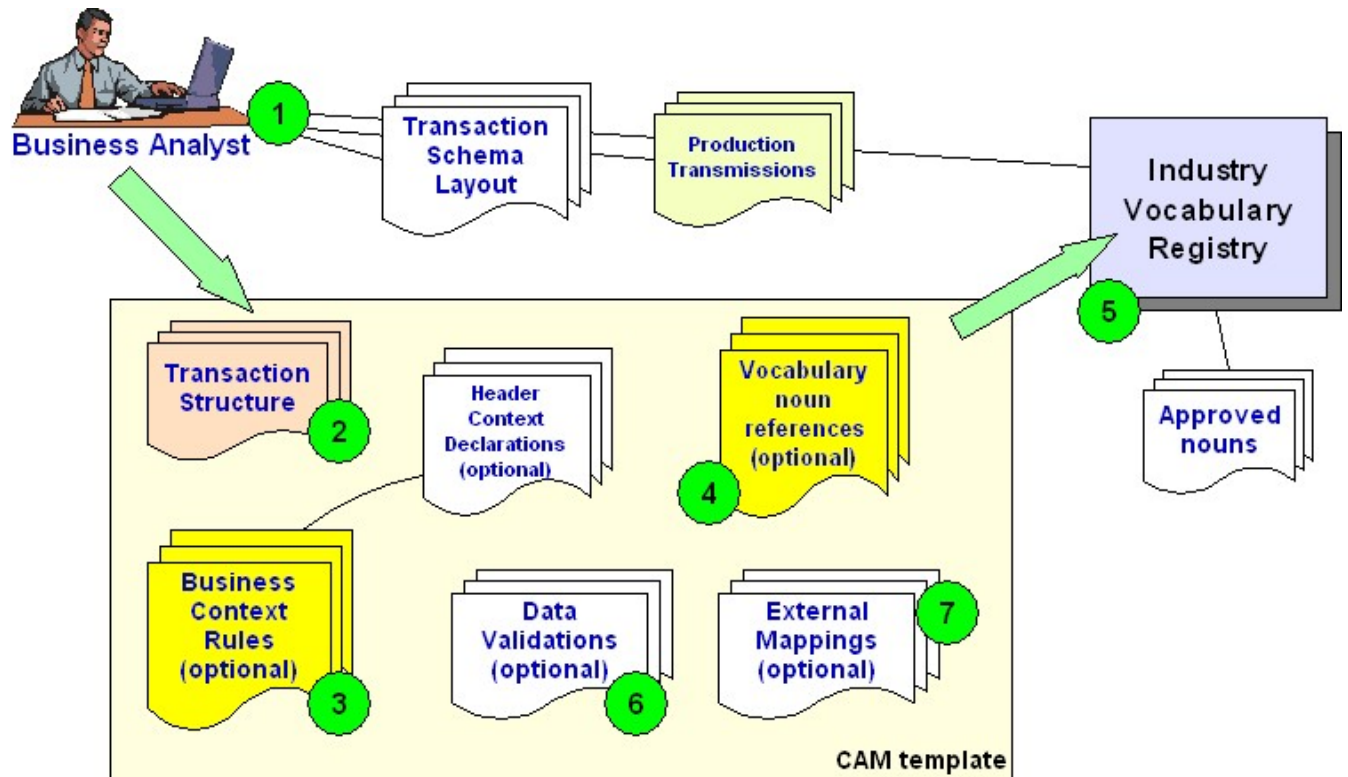 Business Analyst
1
Transaction
Schema
Layout
Production
Transmissions
Industry
Vocabulary
Registry
5
Approved
nouns
Transaction
Structure
2
Header
Context
Declarations
(optional)
Vocabulary
noun
references
(optional)
4
Business
Context
Rules
(optional)
3
Data
Validations
(optional)
6
External
Mappings
(optional)
7
CAM template